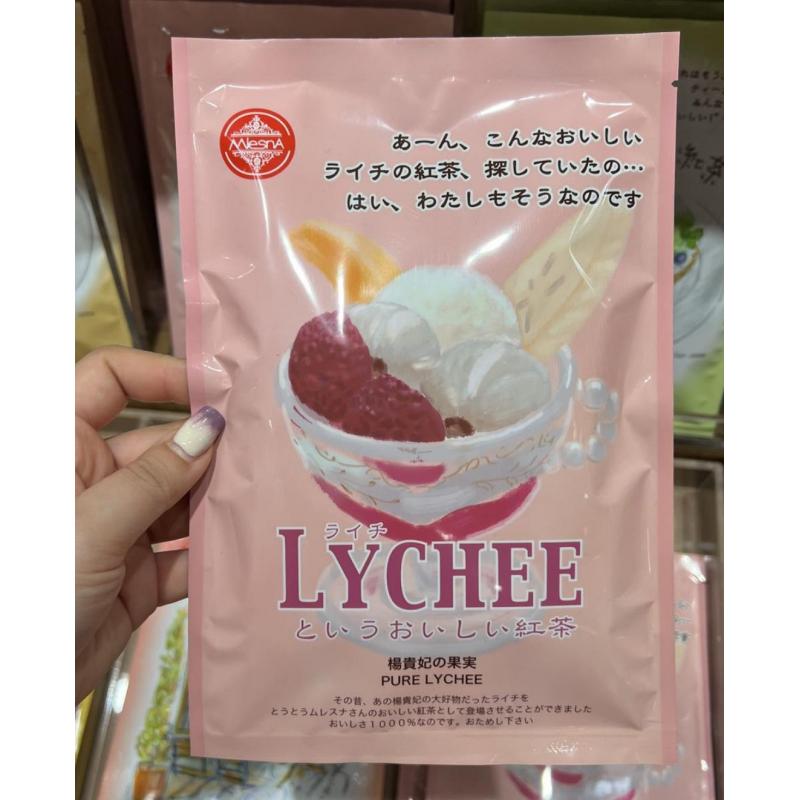 MlesnA
あーん、こんなおいしい
ライチの紅茶、探していたの…
はい、わたしもそうなのです
ライチ
LYCHEE
というおいしい紅茶
楊貴妃の果実
PURE LYCHEE
その昔、あの楊貴妃の大好物だったライチを
とうとうムレスナさんのおいしい紅茶として登場させることができました
おいしさ1000%なのです。おためし下さい